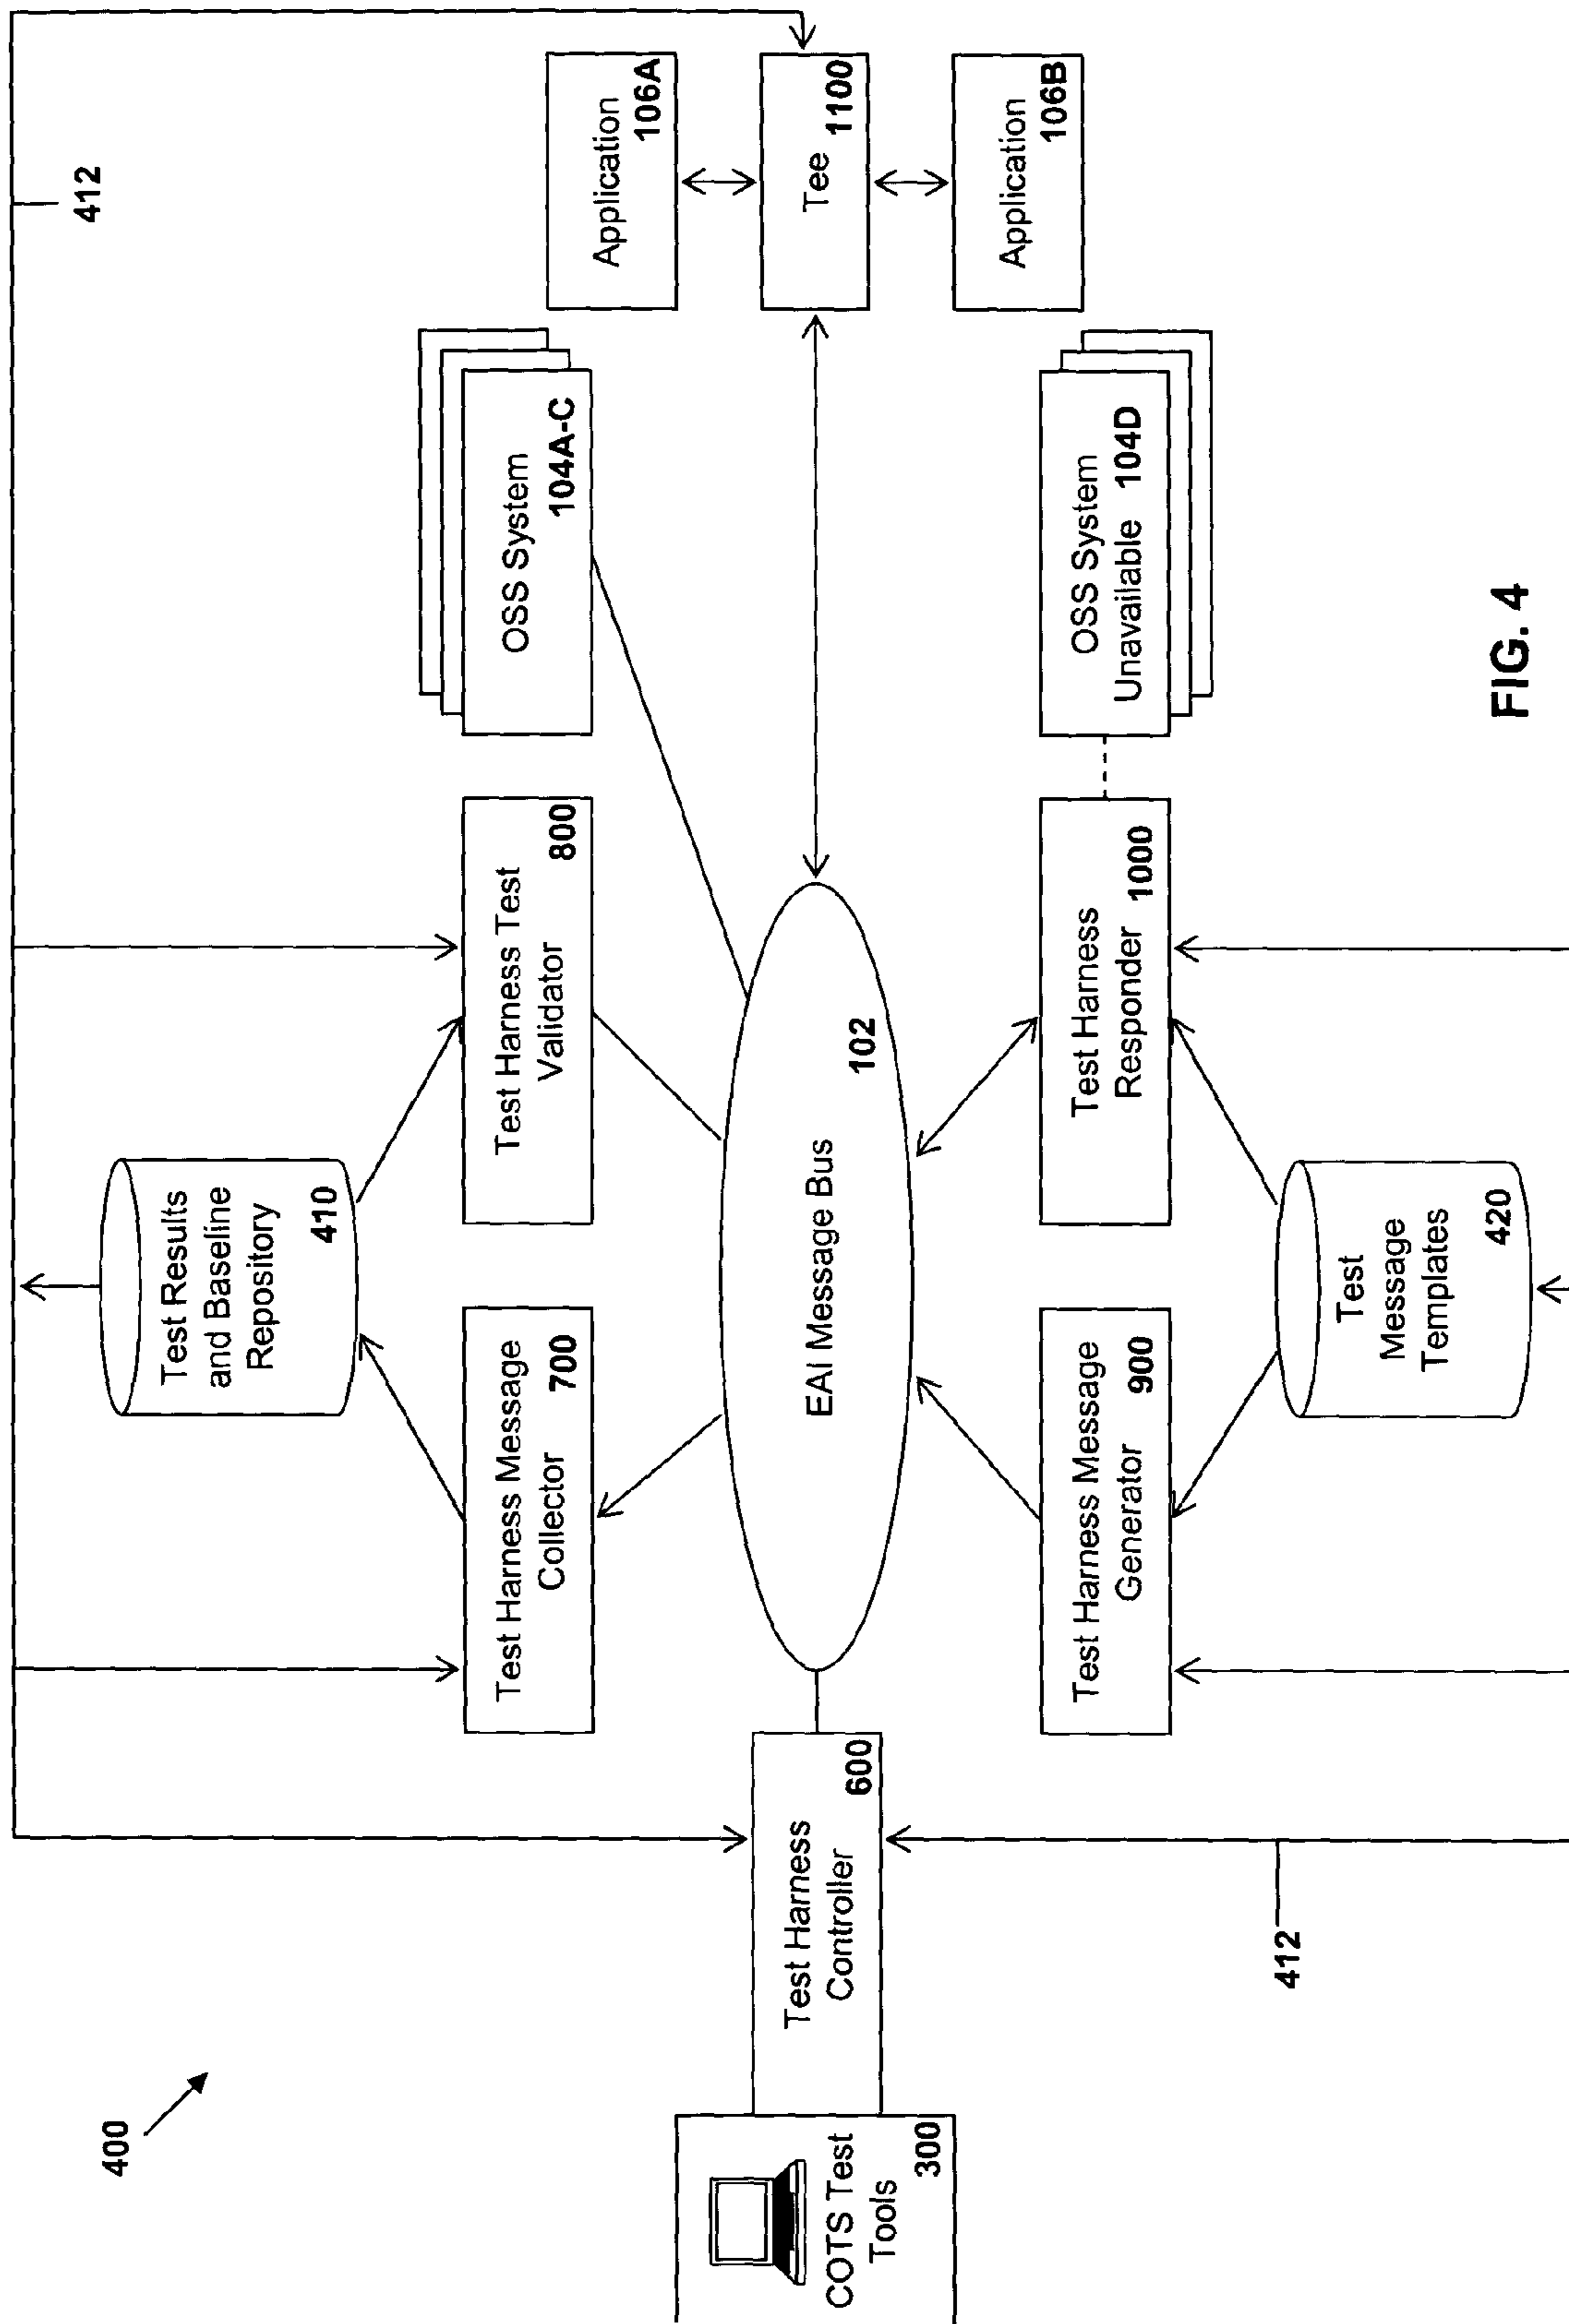 400
412
Test Results
and Baseline
Repository
410
Test Harness Message
Collector
700
Test Harness Test
Validator
800
OSS System
104A-C
Application
106A
COTS Test
Tools
300
Test Harness
Controller
600
EAI Message Bus
102
Tee
1100
Test Harness Message
Generator
900
Test Harness
Responder
1000
OSS System
Unavailable
104D
Application
106B
412
Test
Message
Templates
420
FIG. 4